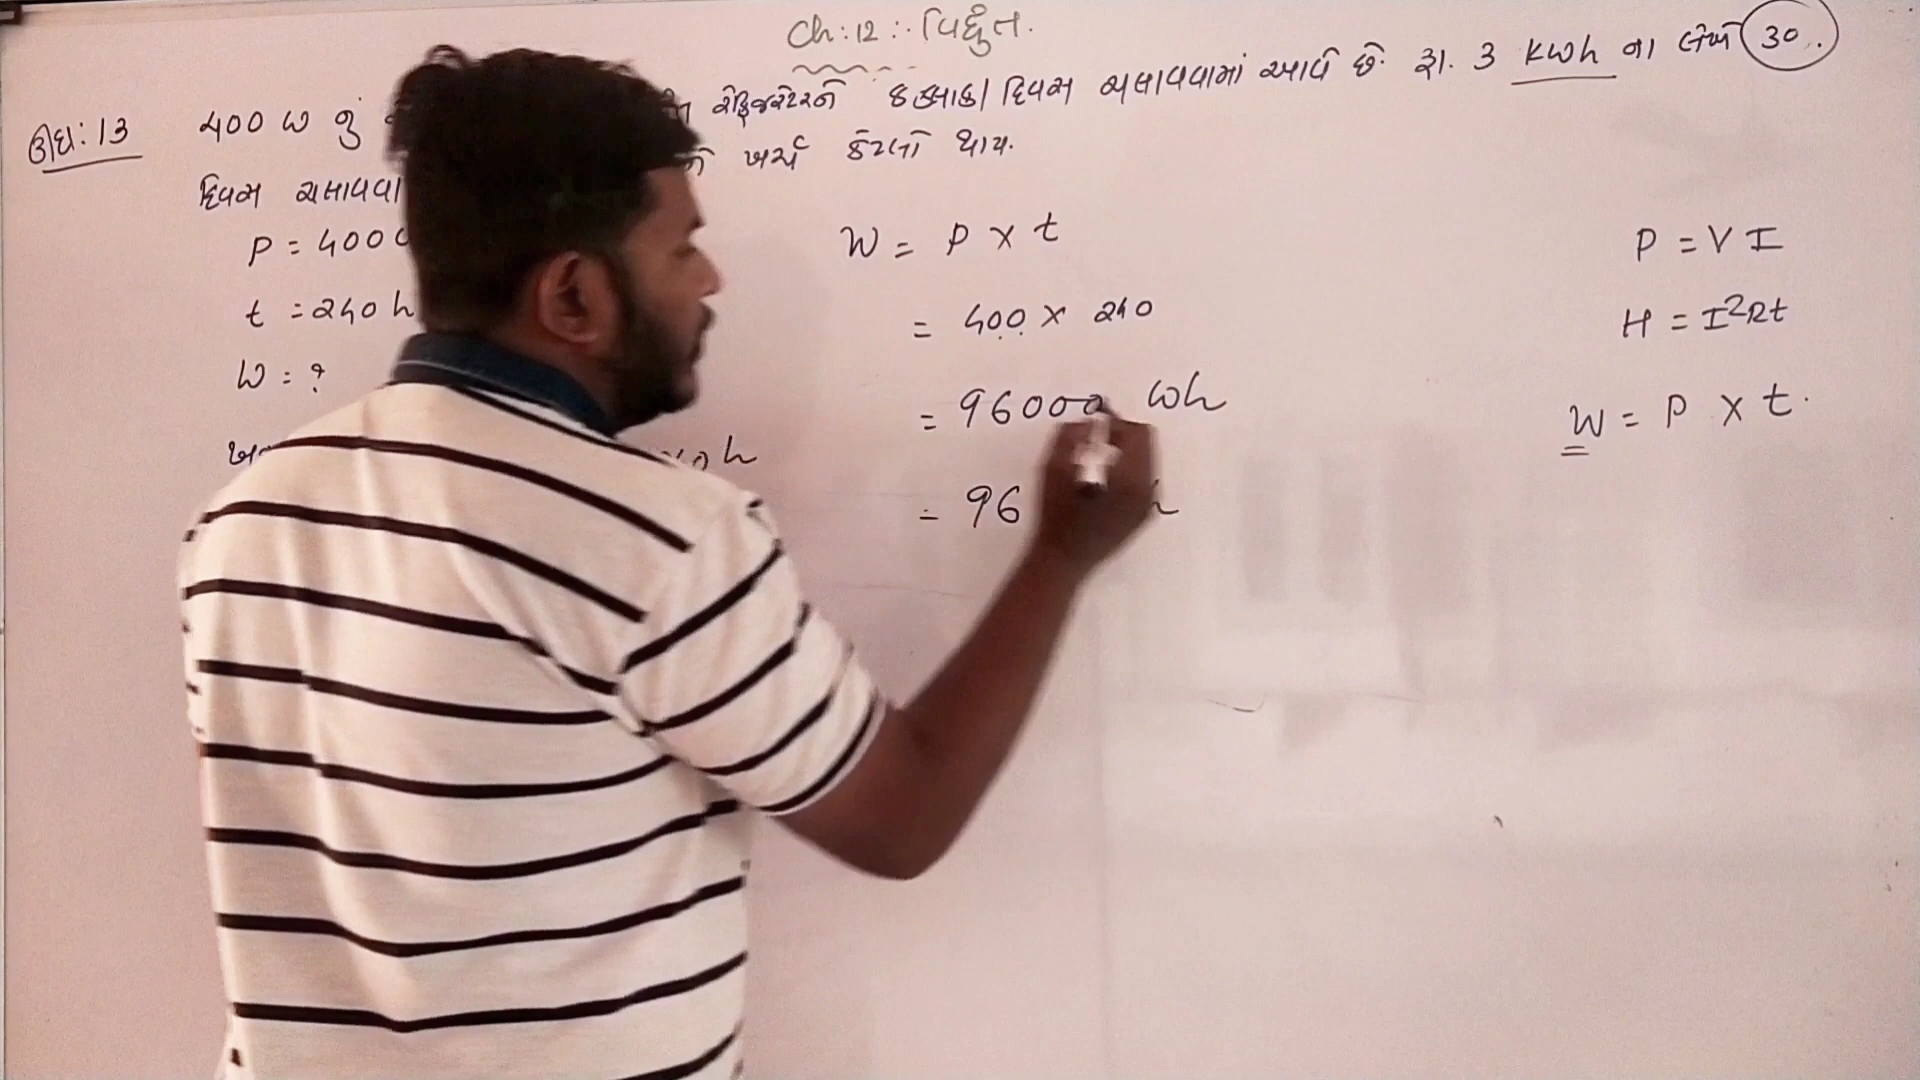 Ch: 12 :. વિદ્યુત.
ઉદા: 13 400 W નું રેફ્રિજરેટરને 8 કલાક/દિવસ ચલાવવામાં આવે છે. રૂા. 3 KWh ના લેખે 30
દિવસ ચલાવવા ખર્ચ કેટલો થાય.
P = 400
t = 240 h
W = ?
W = P x t
= 400 x 240
= 96000 Wh
= 96
P = V I
H = I²Rt
W = P x t.